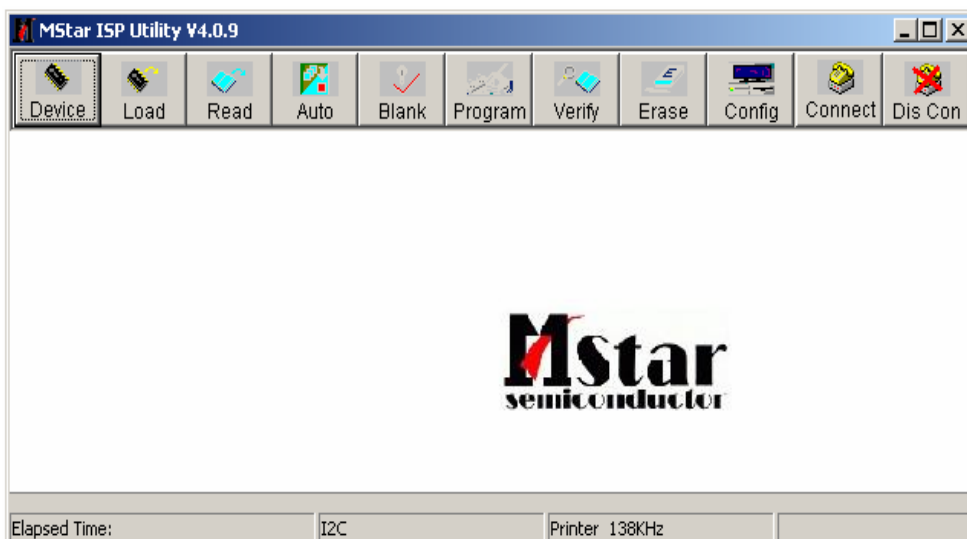 MStar ISP Utility V4.0.9
Device Load Read Auto Blank Program Verify Erase Config Connect Dis Con
MStar
semiconductor
Elapsed Time: I2C Printer 138KHz